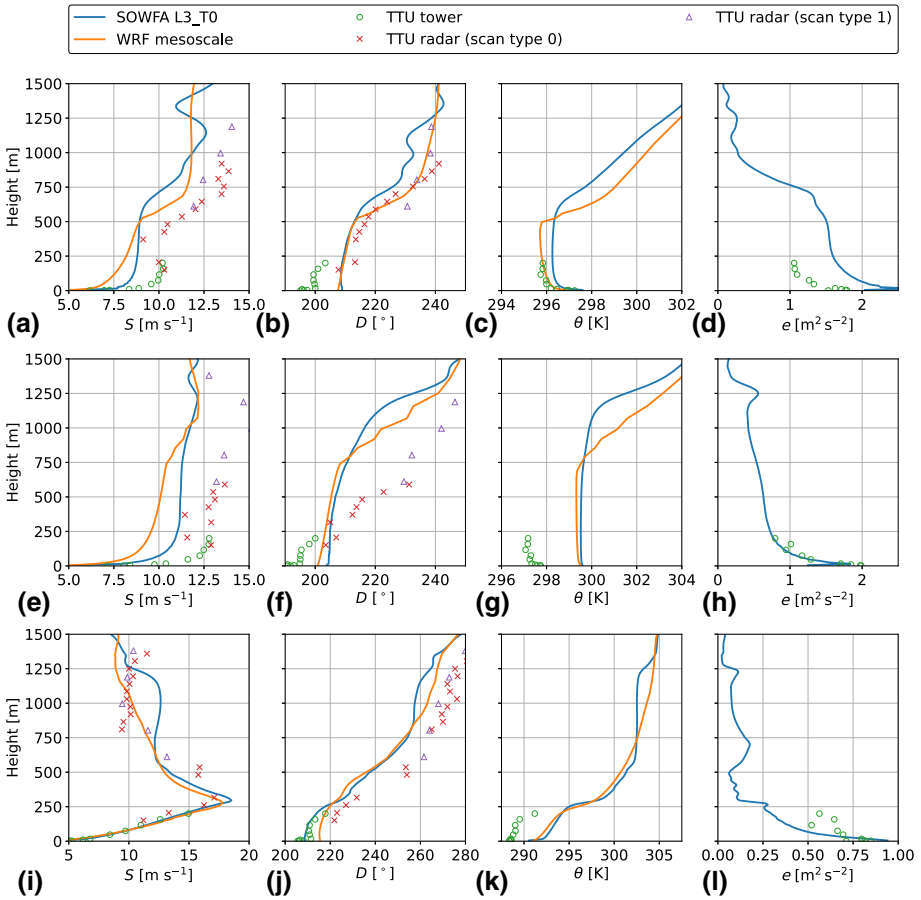 SOWFA L3_T0
WRF mesoscale
TTU tower
TTU radar (scan type 0)
TTU radar (scan type 1)
1500
1250
1000
750
500
250
0
Height [m]
5.0 7.5 10.0 12.5 15.0
200 220 240
294 296 298 300 302
0 1 2
(a) S [m s⁻¹] (b) D [°] (c) θ [K] (d) e [m² s⁻²]
1500
1250
1000
750
500
250
0
Height [m]
5.0 7.5 10.0 12.5 15.0
200 220 240
296 298 300 302 304
0 1 2
(e) S [m s⁻¹] (f) D [°] (g) θ [K] (h) e [m² s⁻²]
1500
1250
1000
750
500
250
0
Height [m]
5 10 15 20
200 220 240 260 280
290 295 300 305
0.00 0.25 0.50 0.75 1.00
(i) S [m s⁻¹] (j) D [°] (k) θ [K] (l) e [m² s⁻²]